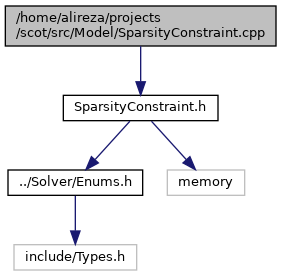 /home/alireza/projects
/scot/src/Model/SparsityConstraint.cpp
SparsityConstraint.h
../Solver/Enums.h
memory
include/Types.h